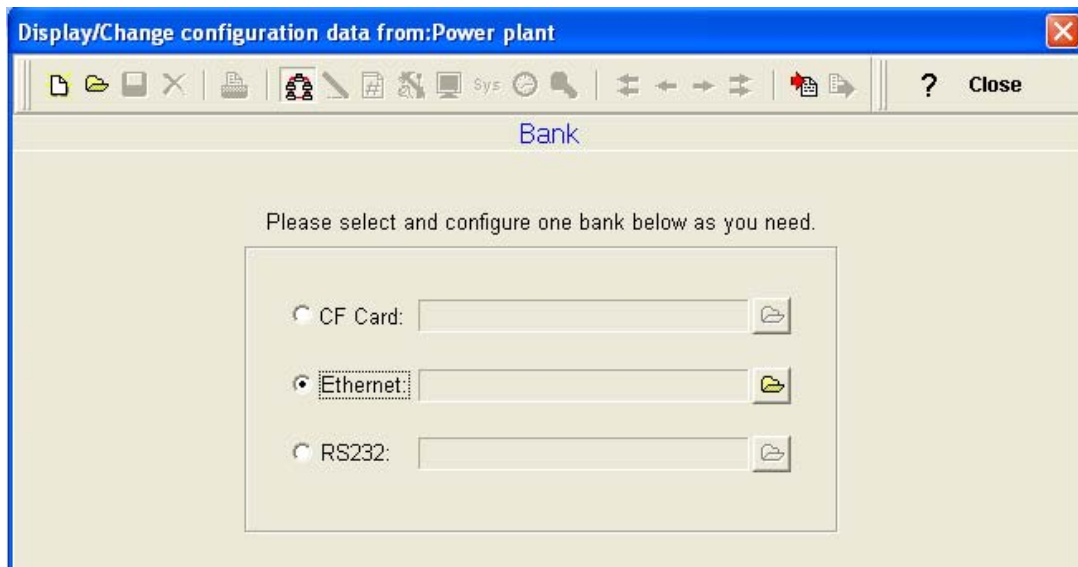 Display/Change configuration data from:Power plant
Sys ? Close
Bank
Please select and configure one bank below as you need.
CF Card:
Ethernet:
RS232: